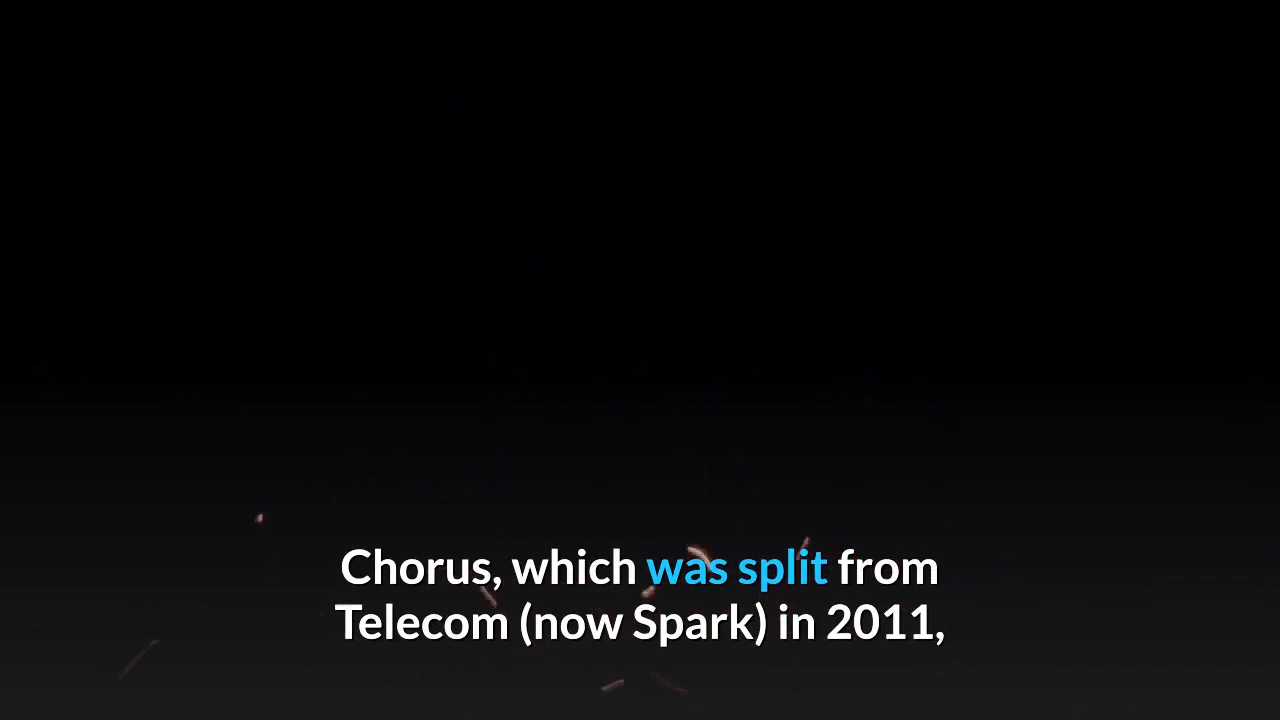 Chorus, which was split from
Telecom (now Spark) in 2011,